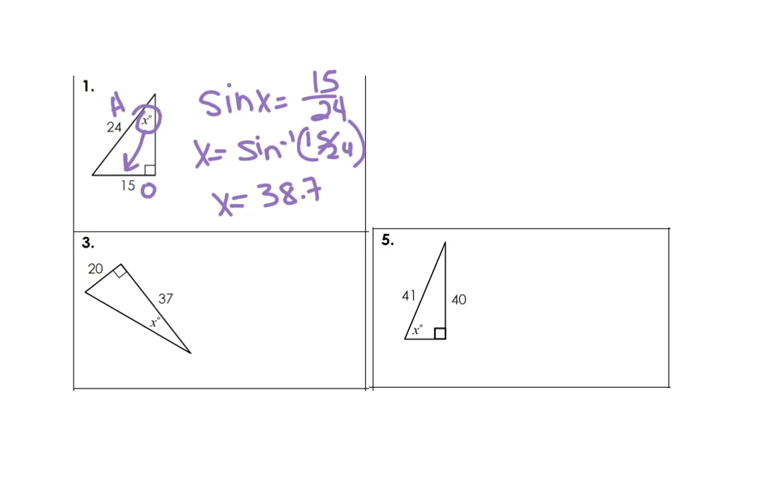 1.
A
24
x°
15
O
sinx = 15/24
x = sin⁻¹(15/24)
x = 38.7
3.
20
37
x°
5.
41
40
x°